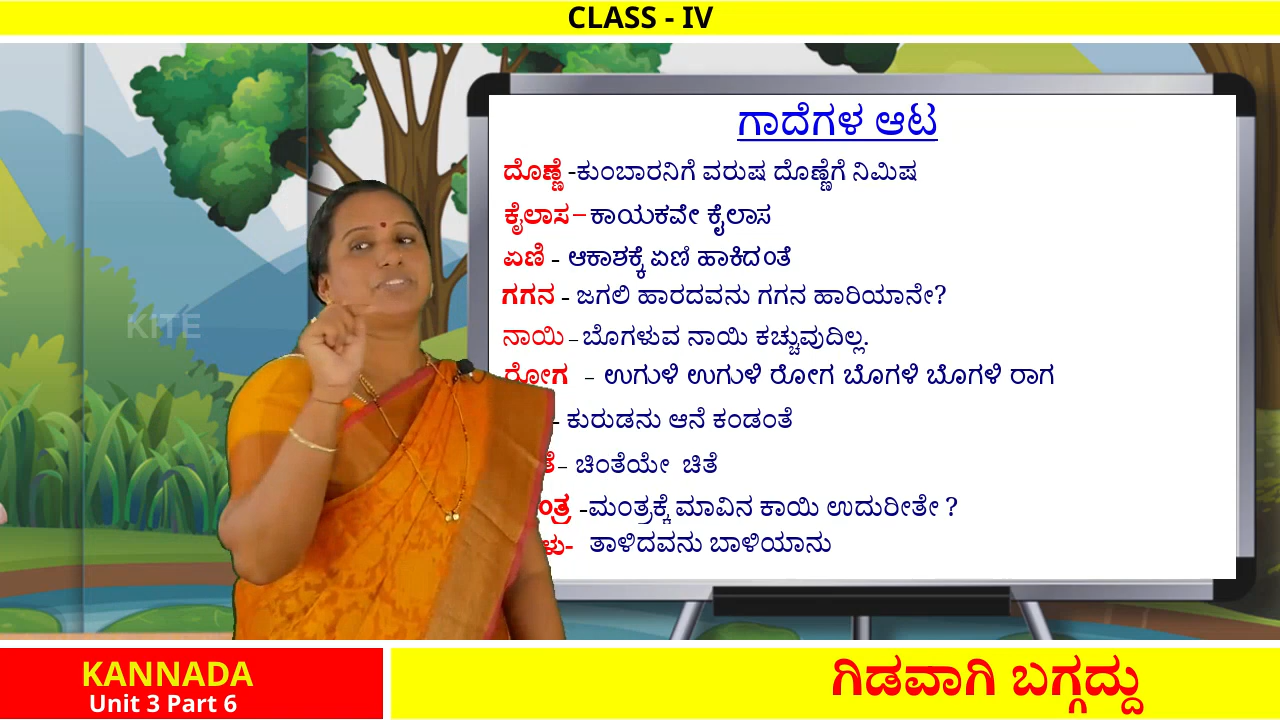 CLASS - IV
ಗಾದೆಗಳ ಆಟ
ದೊಣ್ಣೆ -ಕುಂಬಾರನಿಗೆ ವರುಷ ದೊಣ್ಣೆಗೆ ನಿಮಿಷ
ಕೈಲಾಸ– ಕಾಯಕವೇ ಕೈಲಾಸ
ಏಣಿ - ಆಕಾಶಕ್ಕೆ ಏಣಿ ಹಾಕಿದಂತೆ
ಗಗನ - ಜಗಲಿ ಹಾರದವನು ಗಗನ ಹಾರಿಯಾನೇ?
ನಾಯಿ – ಬೊಗಳುವ ನಾಯಿ ಕಚ್ಚುವುದಿಲ್ಲ.
ರೋಗ - ಉಗುಳಿ ಉಗುಳಿ ರೋಗ ಬೊಗಳಿ ಬೊಗಳಿ ರಾಗ
- ಕುರುಡನು ಆನೆ ಕಂಡಂತೆ
– ಚಿಂತೆಯೇ ಚಿತೆ
-ಮಂತ್ರಕ್ಕೆ ಮಾವಿನ ಕಾಯಿ ಉದುರೀತೇ ?
- ತಾಳಿದವನು ಬಾಳಿಯಾನು
KiTE
KANNADA
Unit 3 Part 6
ಗಿಡವಾಗಿ ಬಗ್ಗದ್ದು